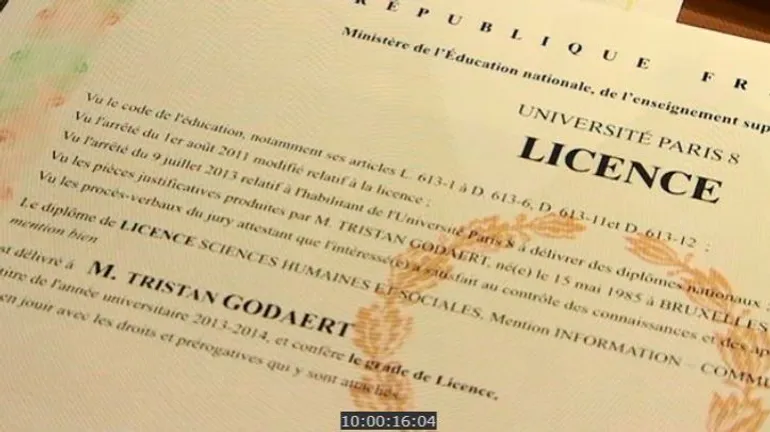 RÉPUBLIQUE FR
Ministère de l'Éducation nationale, de l'enseignement sup
UNIVERSITÉ PARIS 8
LICENCE
Vu le code de l'éducation, notamment ses articles L. 613-1 à D. 613-6, D. 613-11et D. 613-12 ;
Vu l'arrêté du 1er août 2011 modifié relatif à la licence ;
Vu l'arrêté du 9 juillet 2013 relatif à l'habilitant de l'Université Paris 8 à délivrer des diplômes nationaux ;
Vu les pièces justificatives produites par M. TRISTAN GODAERT, né(e) le 15 mai 1985 à BRUXELLES
Vu les procès-verbaux du jury attestant que l'intéressé(e) a satisfait au contrôle des connaissances et des ap
Le diplôme de LICENCE SCIENCES HUMAINES ET SOCIALES, Mention INFORMATION – COMMU
mention bien
est délivré à M. TRISTAN GODAERT
titre de l'année universitaire 2013-2014, et confère le grade de Licence,
en jouir avec les droits et prérogatives qui y sont attachés.
10:00:16:04